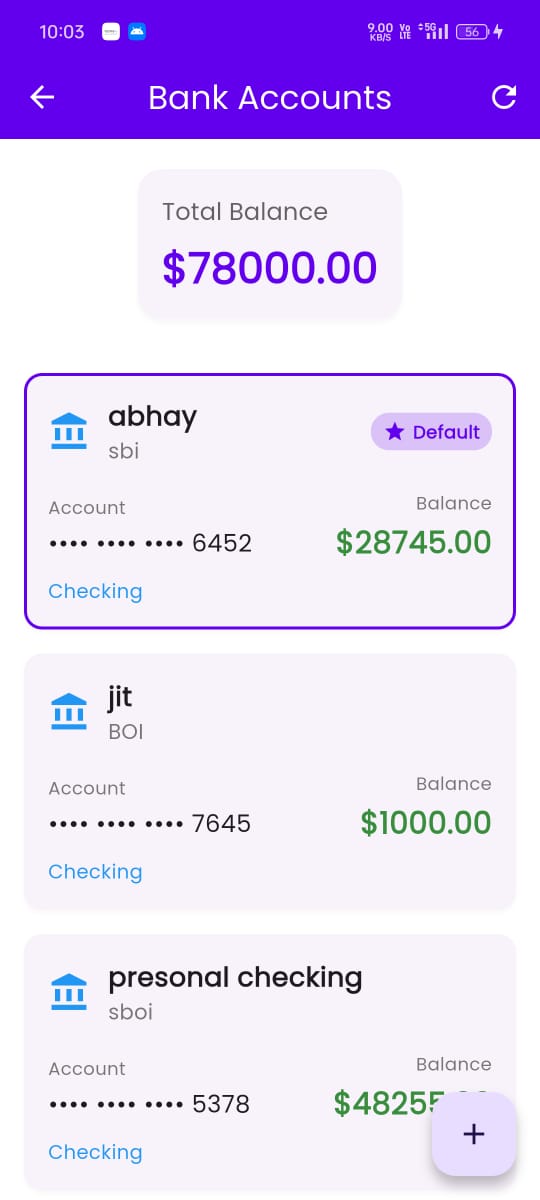 10:03
9.00 KB/S Vo LTE 5G 56
Bank Accounts
Total Balance
$78000.00
abhay
sbi
Default
Account
Balance
•••• •••• •••• 6452
$28745.00
Checking
jit
BOI
Account
Balance
•••• •••• •••• 7645
$1000.00
Checking
presonal checking
sboi
Account
Balance
•••• •••• •••• 5378
$48255
Checking
+